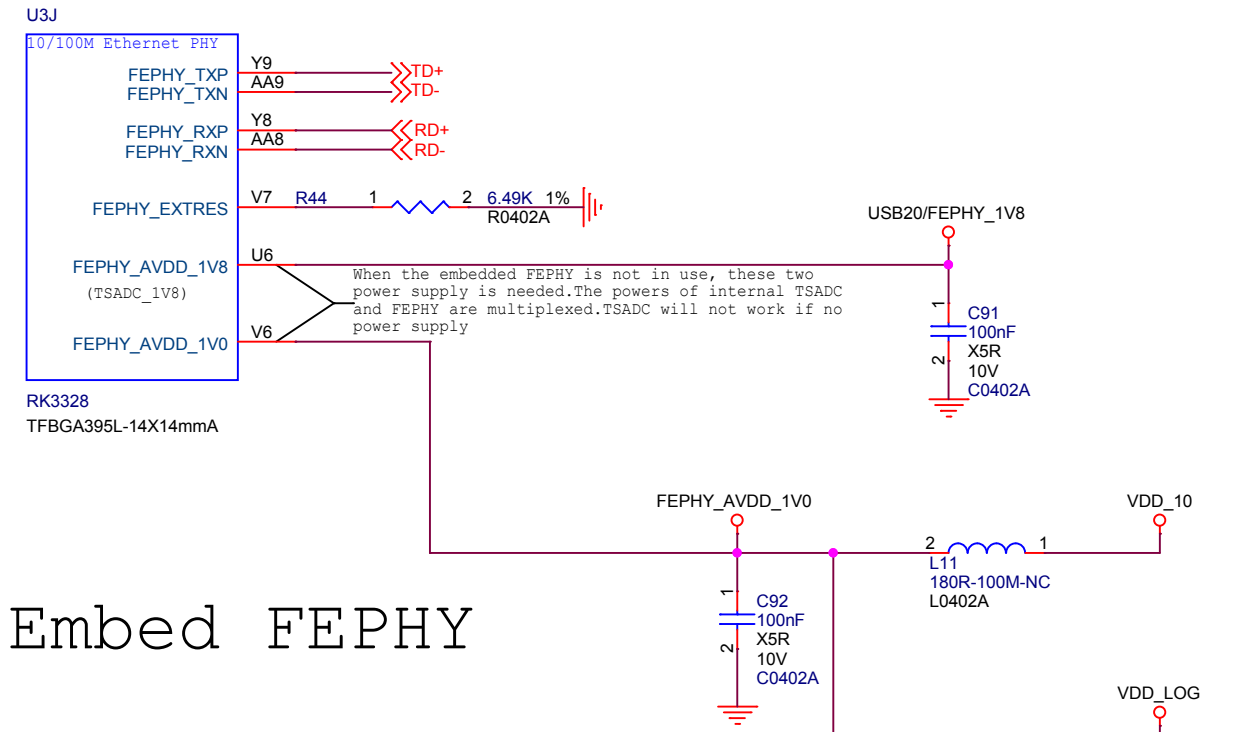 U3J
10/100M Ethernet PHY
FEPHY_TXP
Y9
TD+
FEPHY_TXN
AA9
TD-
FEPHY_RXP
Y8
RD+
FEPHY_RXN
AA8
RD-
FEPHY_EXTRES
V7
R44
1
2
6.49K 1%
R0402A
USB20/FEPHY_1V8
FEPHY_AVDD_1V8
U6
(TSADC_1V8)
When the embedded FEPHY is not in use, these two
power supply is needed.The powers of internal TSADC
and FEPHY are multiplexed.TSADC will not work if no
power supply
FEPHY_AVDD_1V0
V6
1
2
C91
100nF
X5R
10V
C0402A
RK3328
TFBGA395L-14X14mmA
FEPHY_AVDD_1V0
VDD_10
2
1
L11
180R-100M-NC
L0402A
1
2
C92
100nF
X5R
10V
C0402A
Embed FEPHY
VDD_LOG